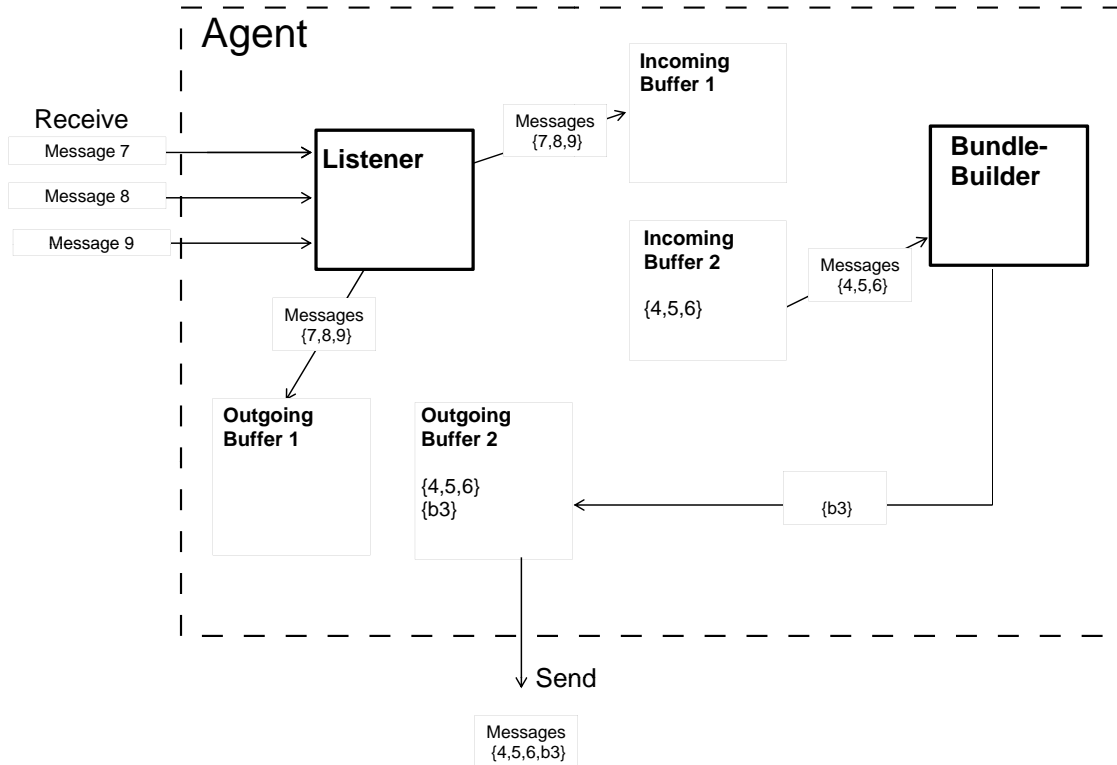 Agent
Receive
Message 7
Message 8
Message 9
Listener
Messages
{7,8,9}
Incoming
Buffer 1
Bundle-
Builder
Incoming
Buffer 2
{4,5,6}
Messages
{4,5,6}
Messages
{7,8,9}
Outgoing
Buffer 1
Outgoing
Buffer 2
{4,5,6}
{b3}
{b3}
Send
Messages
{4,5,6,b3}